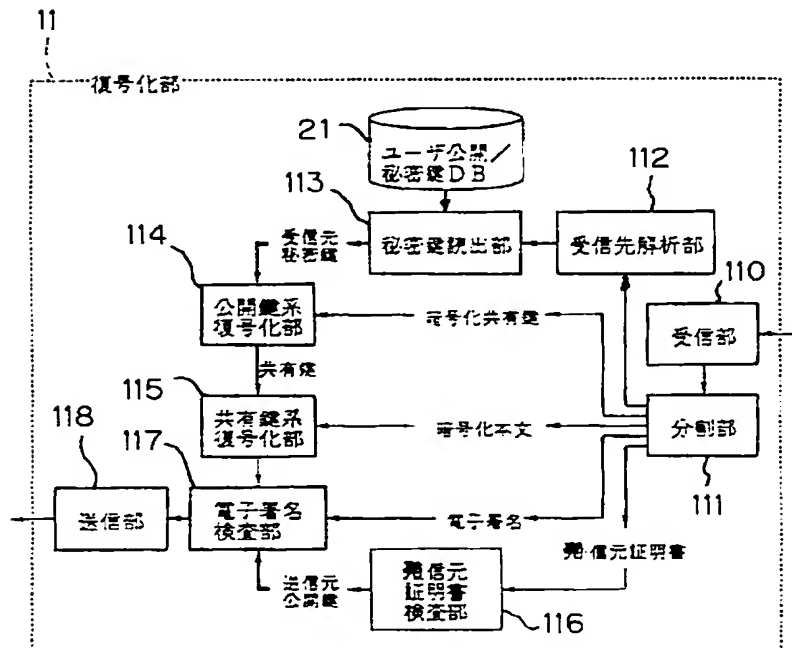 11
復号化部
21
ユーザ公開/
秘密鍵DB
113
112
114
受信元
秘密鍵
秘密鍵読出部
受信先解析部
110
公開鍵系
復号化部
暗号化共有鍵
受信部
共有鍵
115
共有鍵系
復号化部
暗号化本文
分割部
117
111
118
送信部
電子署名
検査部
電子署名
発信元証明書
送信元
公開鍵
発信元
証明書
検査部
116